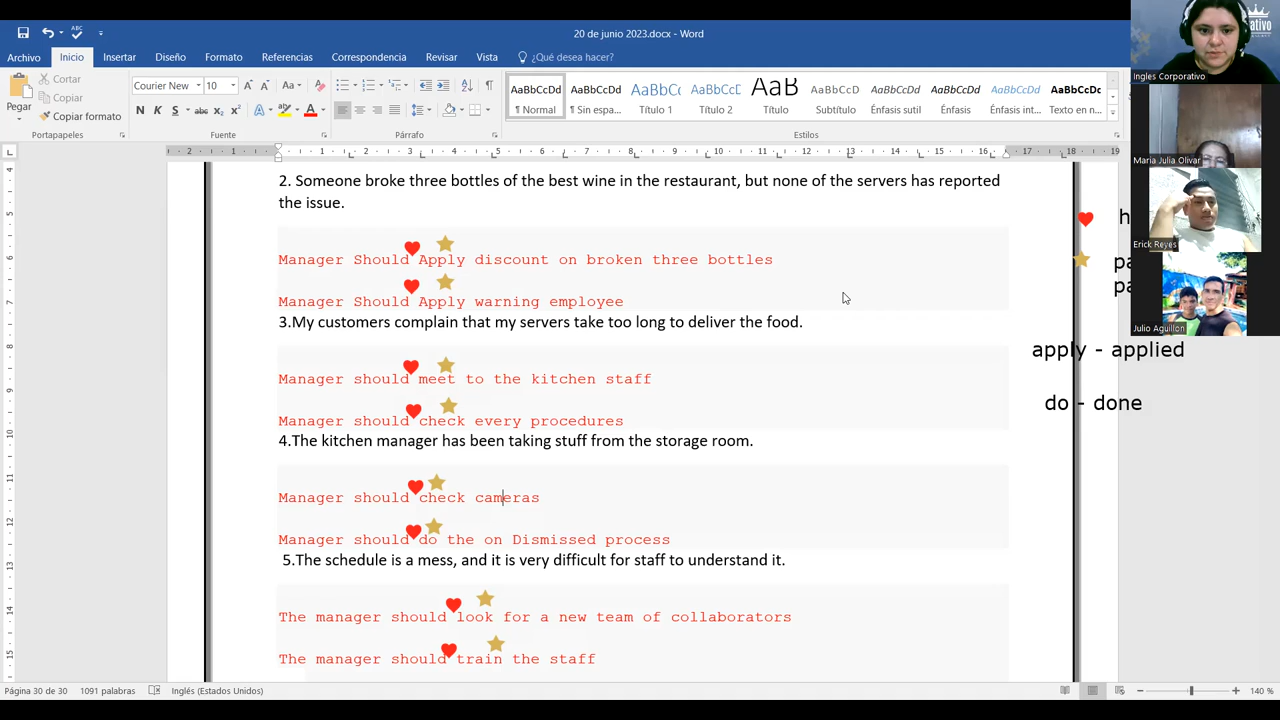 20 de junio 2023.docx - Word
Archivo Inicio Insertar Diseño Formato Referencias Correspondencia Revisar Vista ¿Qué desea hacer?
Pegar
Cortar
Copiar
Copiar formato
Portapapeles
Courier New 10
Fuente
Párrafo
AaBbCcDd AaBbCcDd AaBbCc AaBbCcD AaB AaBbCcD AaBbCcDd AaBbCcDd AaBbCcDd AaBbCcDc
¶ Normal ¶ Sin espa... Título 1 Título 2 Título Subtítulo Énfasis sutil Énfasis Énfasis int... Texto en n...
Estilos
Ingles Corporativo
Maria Julia Olivar
Erick Reyes
Julio Aguillon
2. Someone broke three bottles of the best wine in the restaurant, but none of the servers has reported
the issue.
Manager Should Apply discount on broken three bottles
Manager Should Apply warning employee
3.My customers complain that my servers take too long to deliver the food.
Manager should meet to the kitchen staff
Manager should check every procedures
4.The kitchen manager has been taking stuff from the storage room.
Manager should check cameras
Manager should do the on Dismissed process
5.The schedule is a mess, and it is very difficult for staff to understand it.
The manager should look for a new team of collaborators
The manager should train the staff
apply - applied
do - done
Página 30 de 30 1091 palabras Inglés (Estados Unidos) 140 %